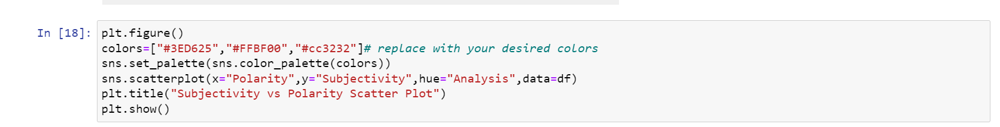 In [18]: plt.figure()
colors=["#3ED625","#FFBF00","#cc3232"]# replace with your desired colors
sns.set_palette(sns.color_palette(colors))
sns.scatterplot(x="Polarity",y="Subjectivity",hue="Analysis",data=df)
plt.title("Subjectivity vs Polarity Scatter Plot")
plt.show()